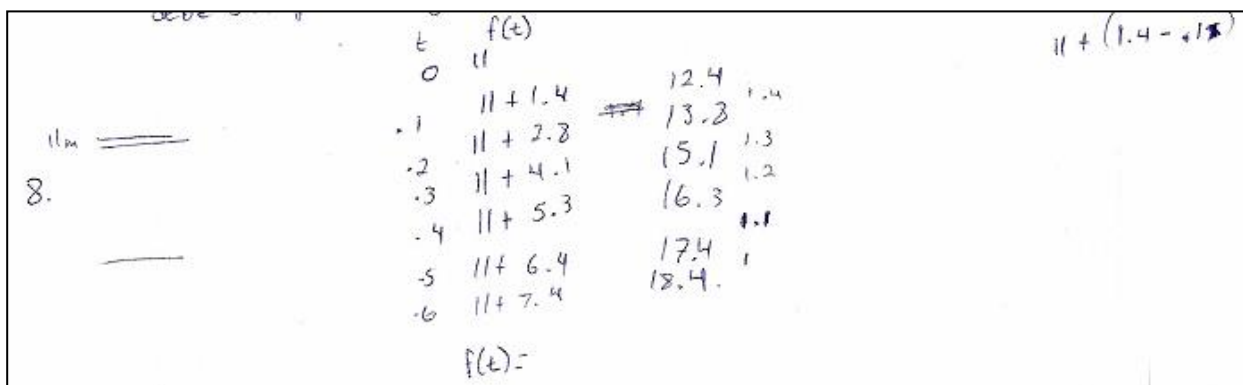 t f(t)
11 + (1.4 - .1
0 11
.1 11 + 1.4 12.4
.2 11 + 2.8 13.8 1.4
.3 11 + 4.1 15.1 1.3
.4 11 + 5.3 16.3 1.2
.5 11 + 6.4 17.4 1.1
.6 11 + 7.4 18.4. 1
11m
8.
f(t)=